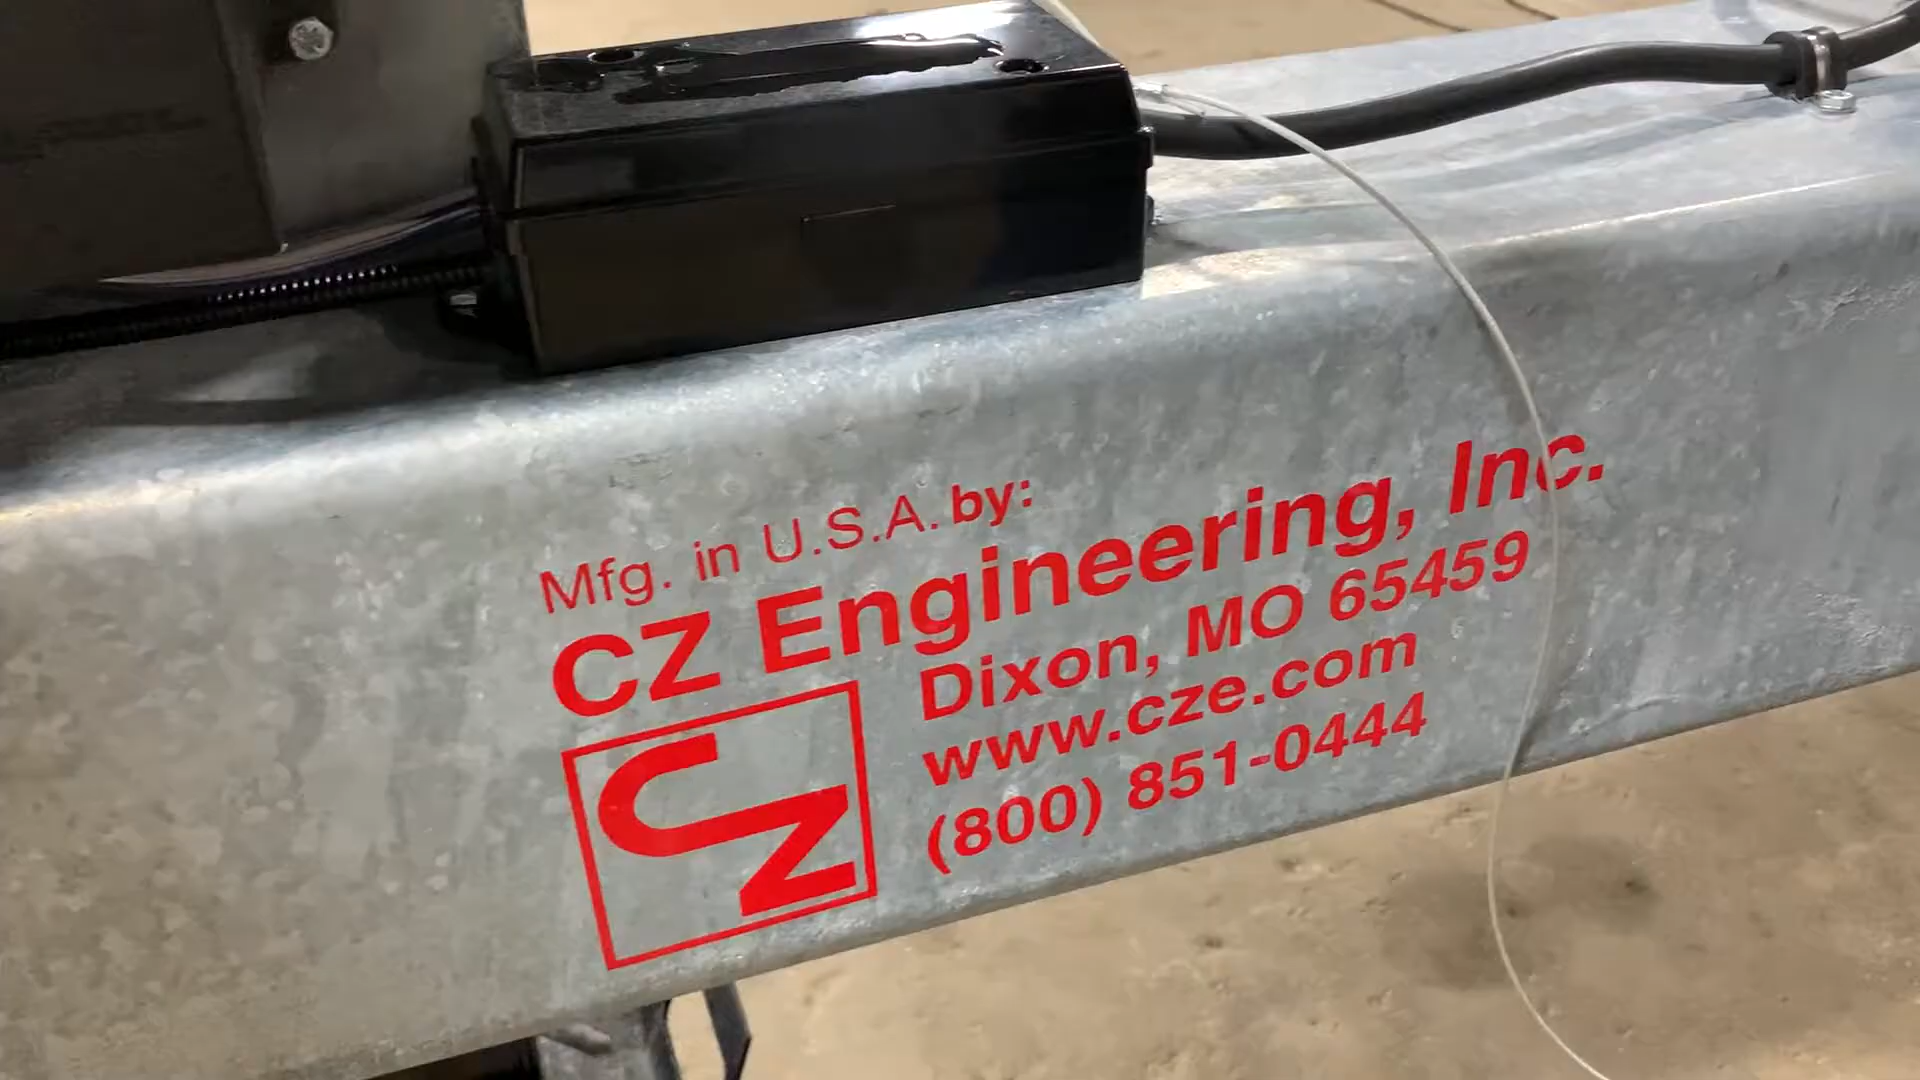 Mfg. in U.S.A. by:
CZ Engineering, Inc.
Dixon, MO 65459
www.cze.com
(800) 851-0444
CZ